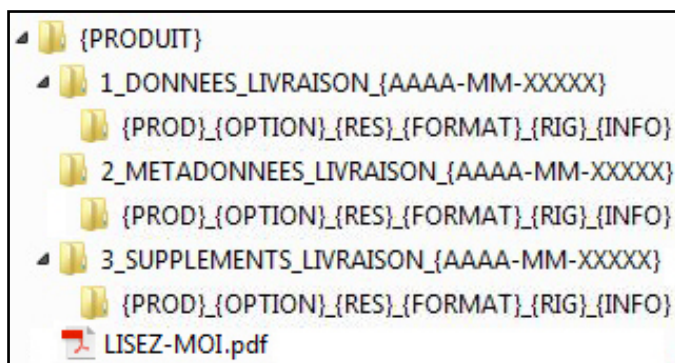 {PRODUIT}
1_DONNEES_LIVRAISON_{AAAA-MM-XXXXX}
{PROD}_{OPTION}_{RES}_{FORMAT}_{RIG}_{INFO}
2_METADONNEES_LIVRAISON_{AAAA-MM-XXXXX}
{PROD}_{OPTION}_{RES}_{FORMAT}_{RIG}_{INFO}
3_SUPPLEMENTS_LIVRAISON_{AAAA-MM-XXXXX}
{PROD}_{OPTION}_{RES}_{FORMAT}_{RIG}_{INFO}
LISEZ-MOI.pdf